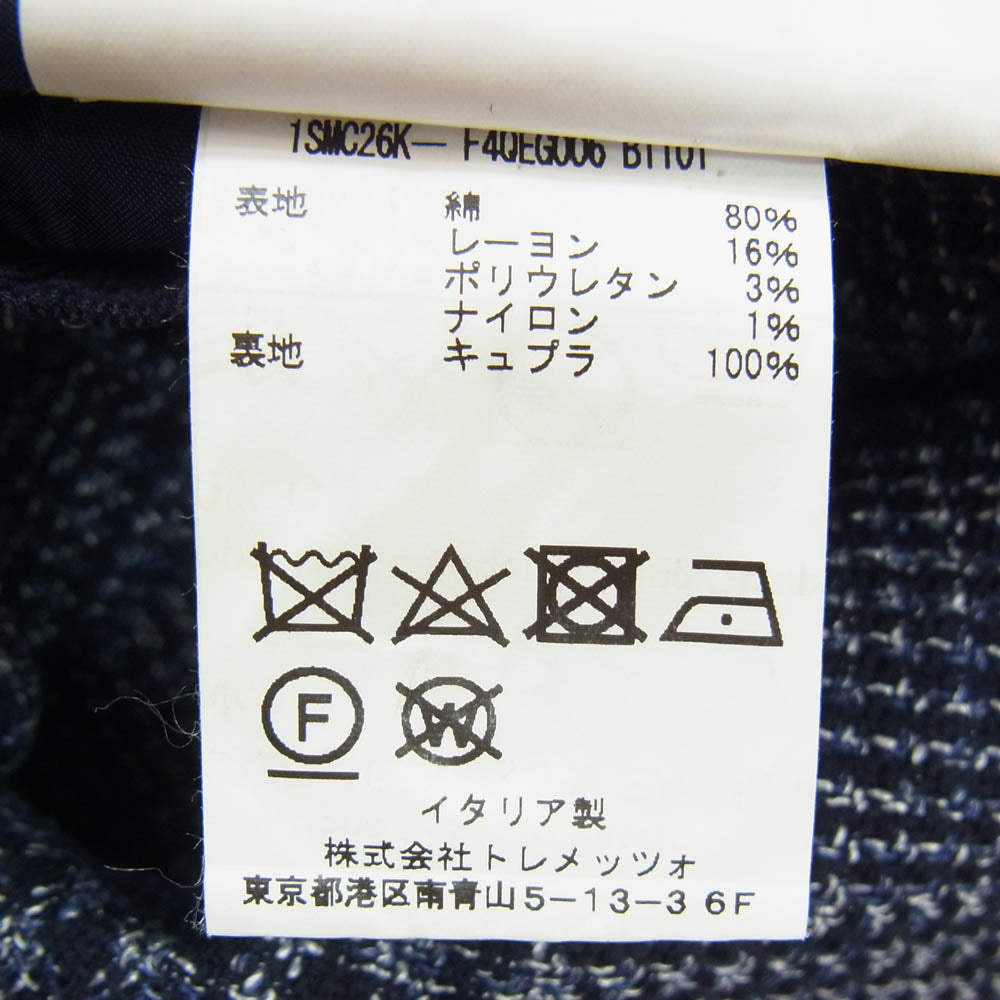 1SMC26K— F4QEG006 B1101
表地 綿 80%
レーヨン 16%
ポリウレタン 3%
ナイロン 1%
裏地 キュプラ 100%
F W
イタリア製
株式会社トレメッツォ
東京都港区南青山5−13−3 6F